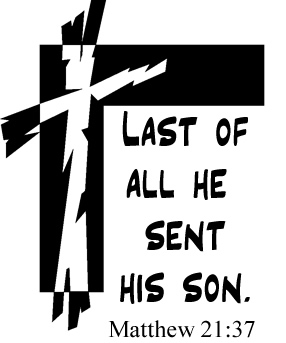 LAST OF
ALL HE
SENT
HIS SON.
Matthew 21:37